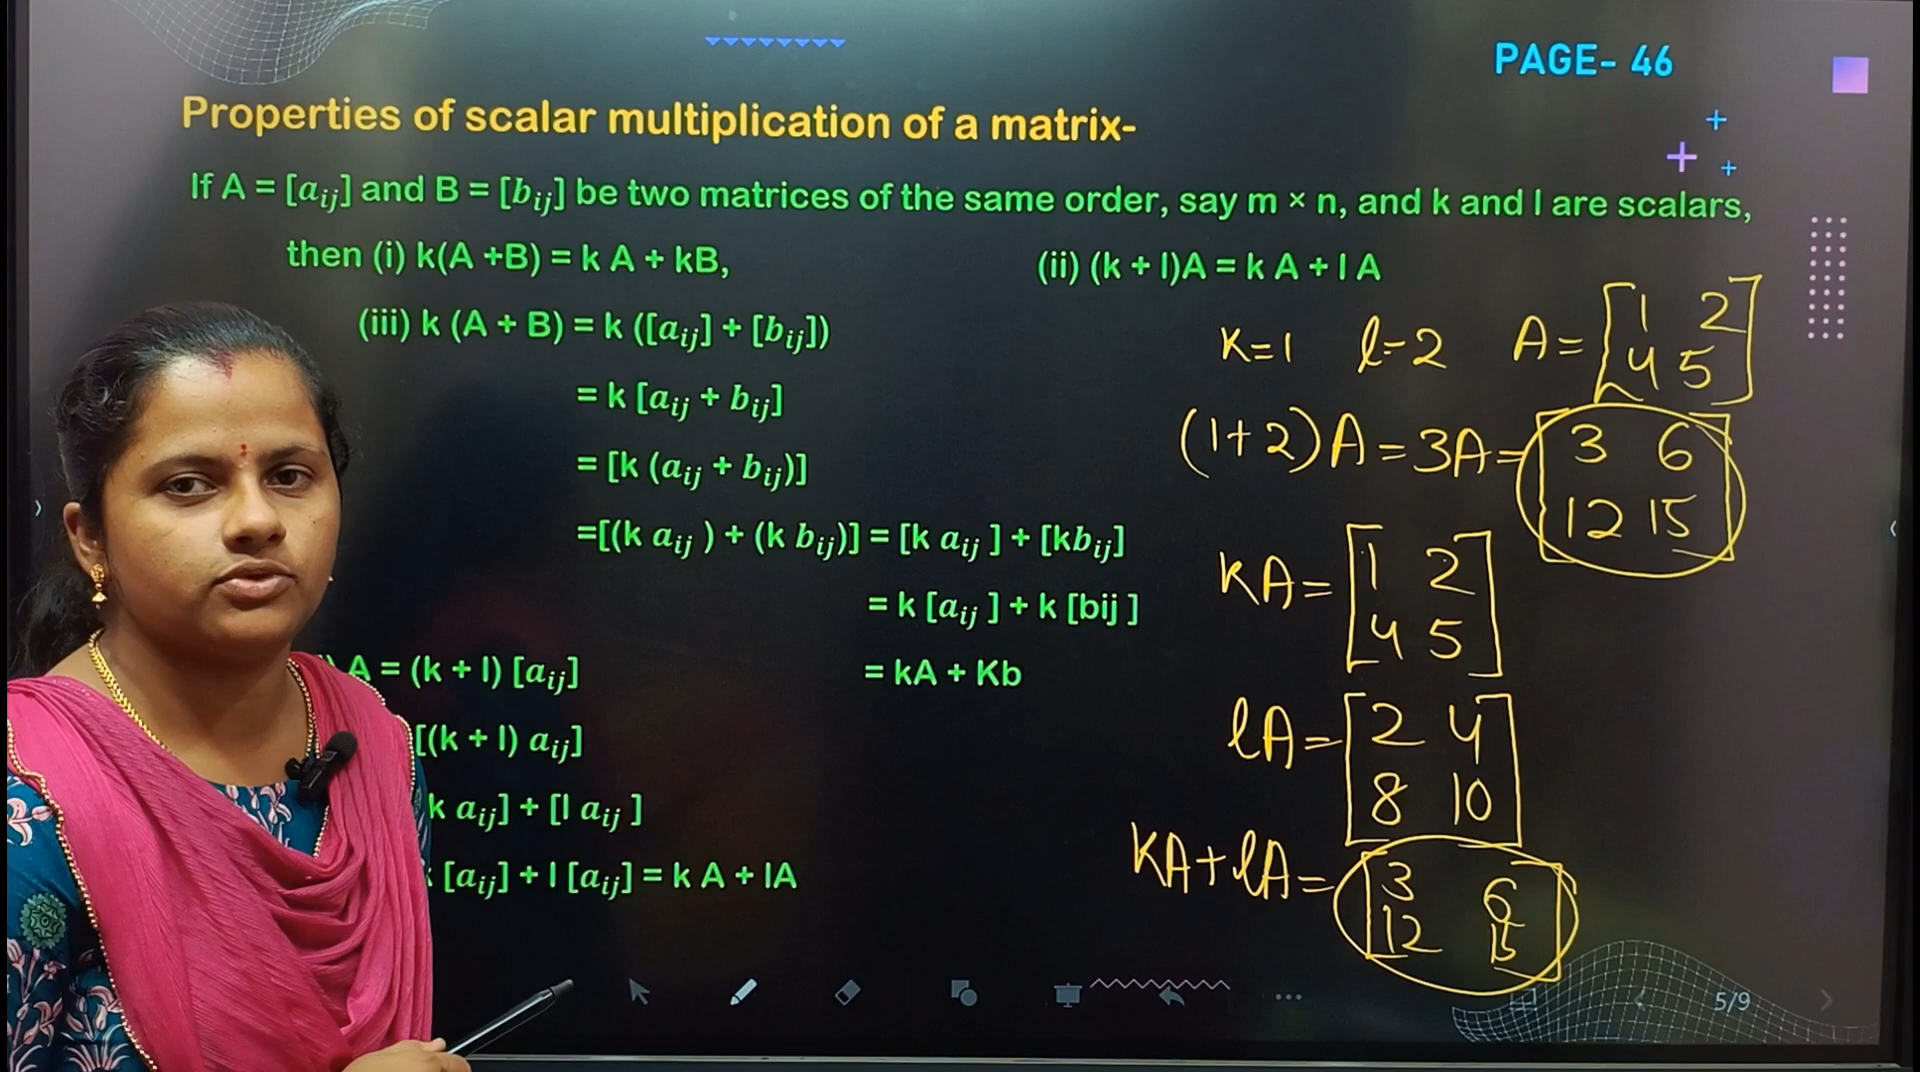 PAGE- 46
Properties of scalar multiplication of a matrix-
If A = [aij] and B = [bij] be two matrices of the same order, say m × n, and k and l are scalars,
then (i) k(A +B) = k A + kB, (ii) (k + l)A = k A + l A
(iii) k (A + B) = k ([aij] + [bij])
= k [aij + bij]
= [k (aij + bij)]
=[(k aij ) + (k bij)] = [k aij ] + [kbij]
= k [aij ] + k [bij ]
= kA + Kb
A = (k + l) [aij]
[(k + l) aij]
k aij] + [l aij ]
[aij] + l [aij] = k A + lA
K=1 l=2 A= [1 2
4 5]
(1+2)A = 3A = [3 6
12 15]
KA = [1 2
4 5]
lA = [2 4
8 10]
KA+lA = [3 6
12 15]
5/9